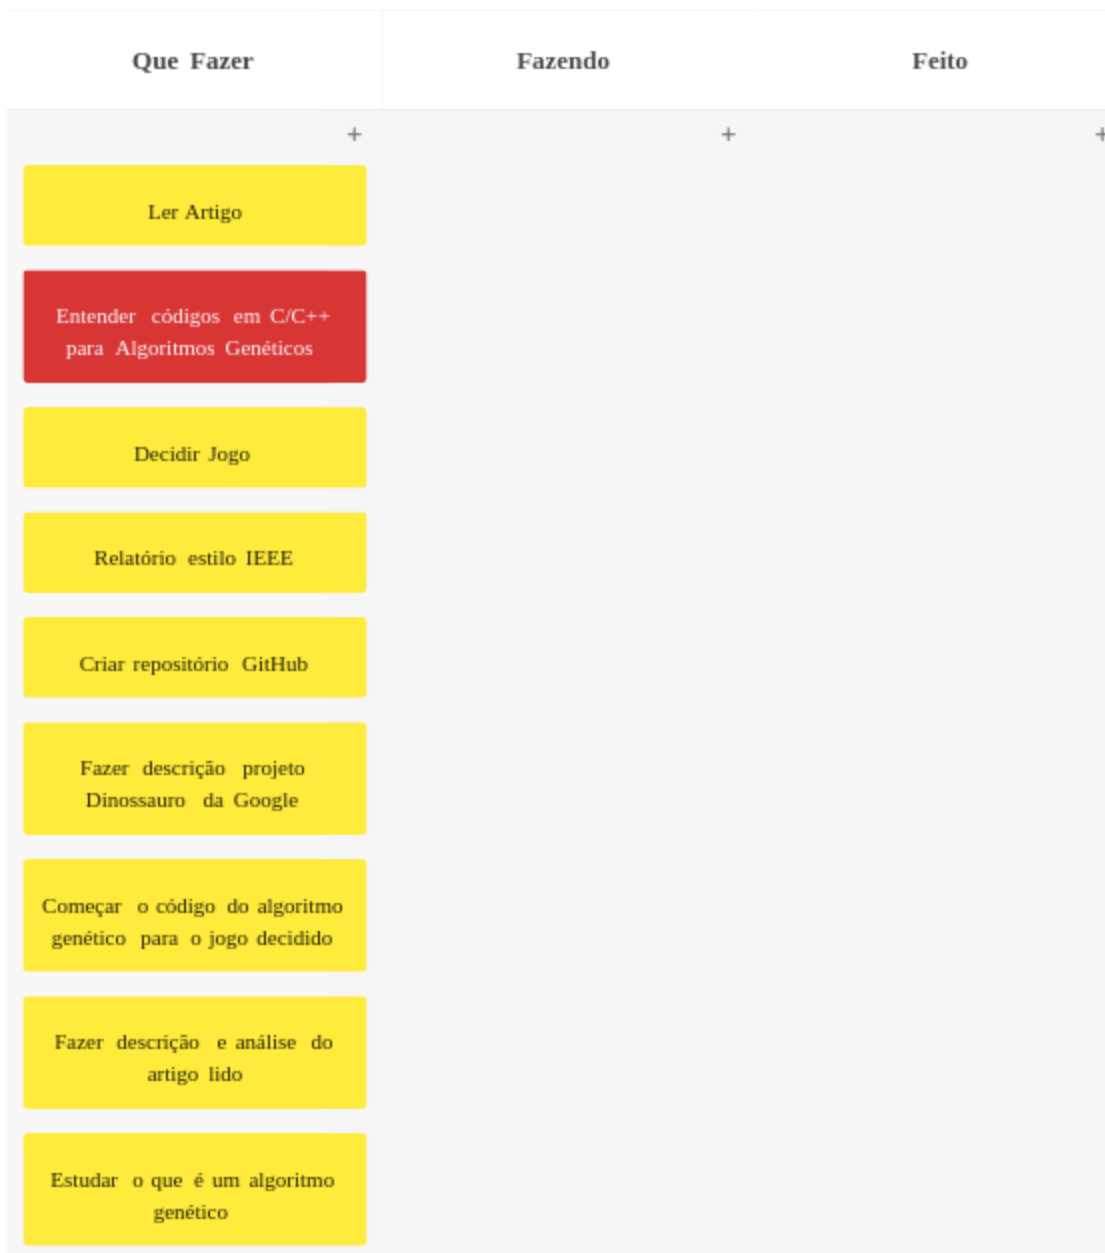 Que Fazer
Fazendo
Feito
+
+
+
Ler Artigo
Entender códigos em C/C++
para Algoritmos Genéticos
Decidir Jogo
Relatório estilo IEEE
Criar repositório GitHub
Fazer descrição projeto
Dinossauro da Google
Começar o código do algoritmo
genético para o jogo decidido
Fazer descrição e análise do
artigo lido
Estudar o que é um algoritmo
genético